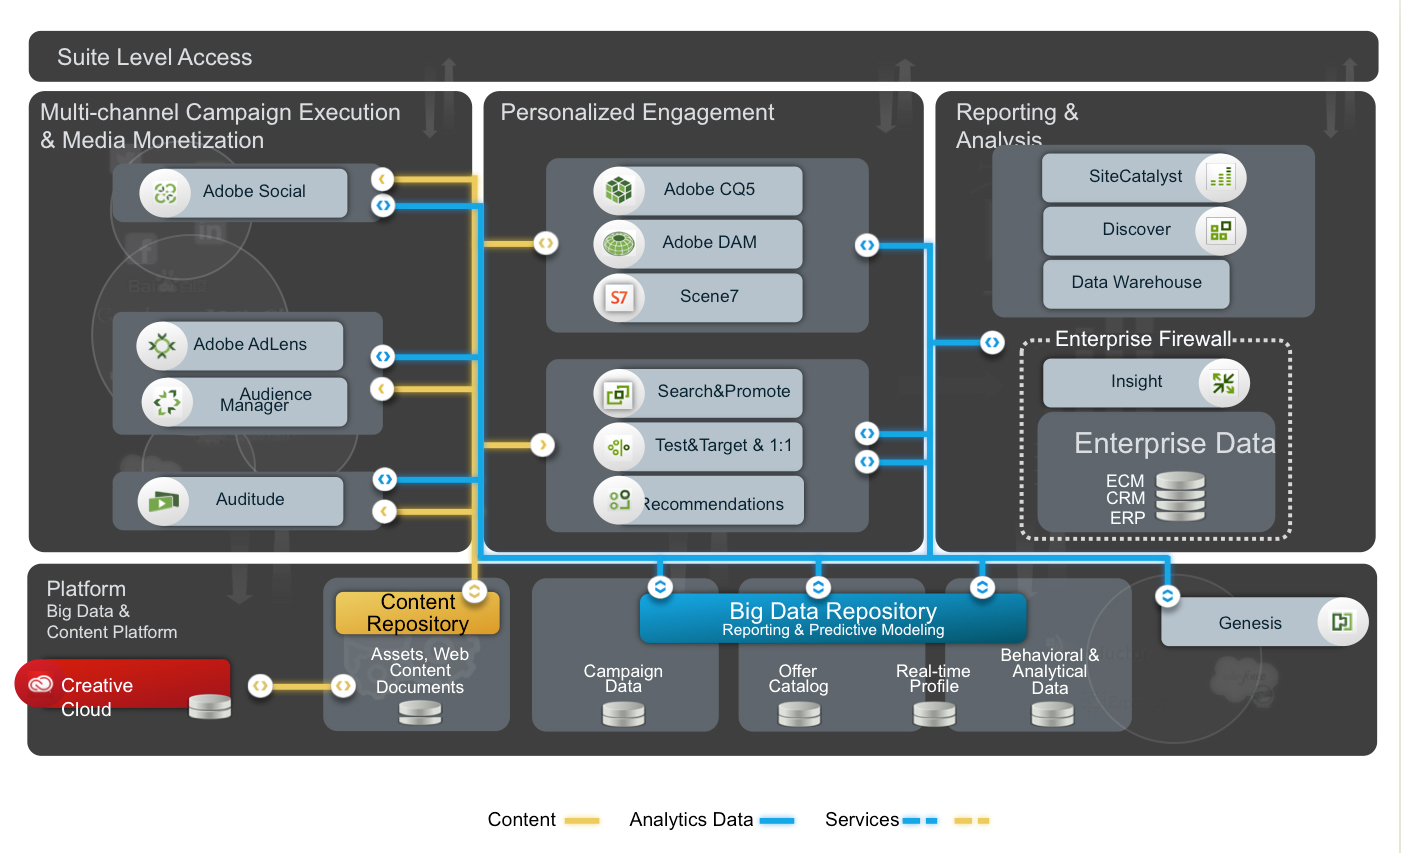 Suite Level Access
Multi-channel Campaign Execution
& Media Monetization
Adobe Social
Adobe AdLens
Audience
Manager
Auditude
Personalized Engagement
Adobe CQ5
Adobe DAM
S7
Scene7
Search&Promote
Test&Target & 1:1
Recommendations
Reporting &
Analysis
SiteCatalyst
Discover
Data Warehouse
Enterprise Firewall
Insight
Enterprise Data
ECM
CRM
ERP
Platform
Big Data &
Content Platform
Creative
Cloud
Content
Repository
Assets, Web
Content
Documents
Big Data Repository
Reporting & Predictive Modeling
Campaign
Data
Offer
Catalog
Real-time
Profile
Behavioral &
Analytical
Data
Genesis
Content
Analytics Data
Services